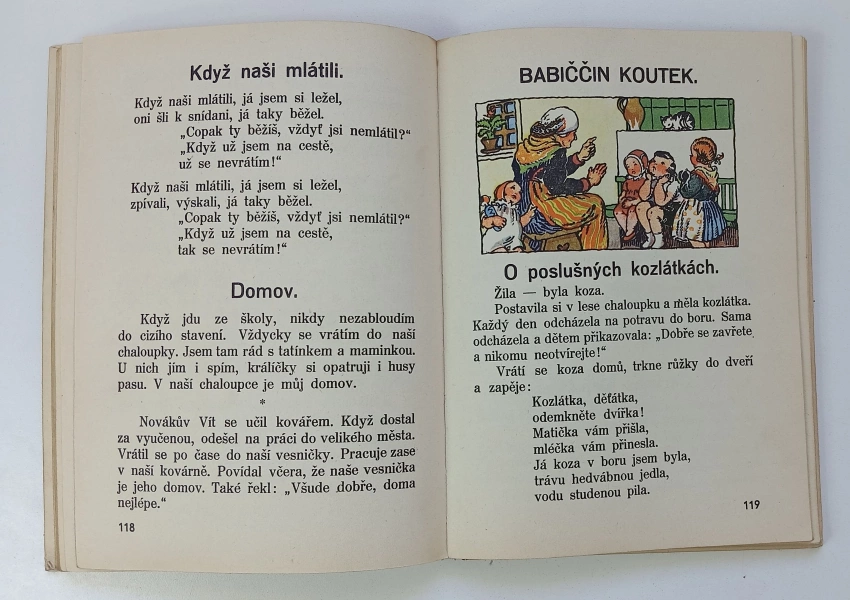 Když naši mlátili.
Když naši mlátili, já jsem si ležel,
oni šli k snídani, já taky běžel.
„Copak ty běžíš, vždyť jsi nemlátil?“
„Když už jsem na cestě,
už se nevrátím!“
Když naši mlátili, já jsem si ležel,
zpívali, výskali, já taky běžel.
„Copak ty běžíš, vždyť jsi nemlátil?“
„Když už jsem na cestě,
tak se nevrátím!“
Domov.
Když jdu ze školy, nikdy nezabloudím
do cizího stavení. Vždycky se vrátím do naší
chaloupky. Jsem tam rád s tatínkem a maminkou.
U nich jím i spím, králíčky si opatruji i husy
pasu. V naší chaloupce je můj domov.
*
Novákův Vít se učil kovářem. Když dostal
za vyučenou, odešel na práci do velikého města.
Vrátil se po čase do naší vesničky. Pracuje zase
v naší kovárně. Povídal včera, že naše vesnička
je jeho domov. Také řekl: „Všude dobře, doma
nejlépe.“
118
BABIČČIN KOUTEK.
O poslušných kozlátkách.
Žila — byla koza.
Postavila si v lese chaloupku a měla kozlátka.
Každý den odcházela na potravu do boru. Sama
odcházela a dětem přikazovala: „Dobře se zavřete
a nikomu neotvírejte!“
Vrátí se koza domů, trkne růžky do dveří
a zapěje:
Kozlátka, děťátka,
odemkněte dvířka!
Matička vám přišla,
mléčka vám přinesla.
Já koza v boru jsem byla,
trávu hedvábnou jedla,
vodu studenou pila.
119